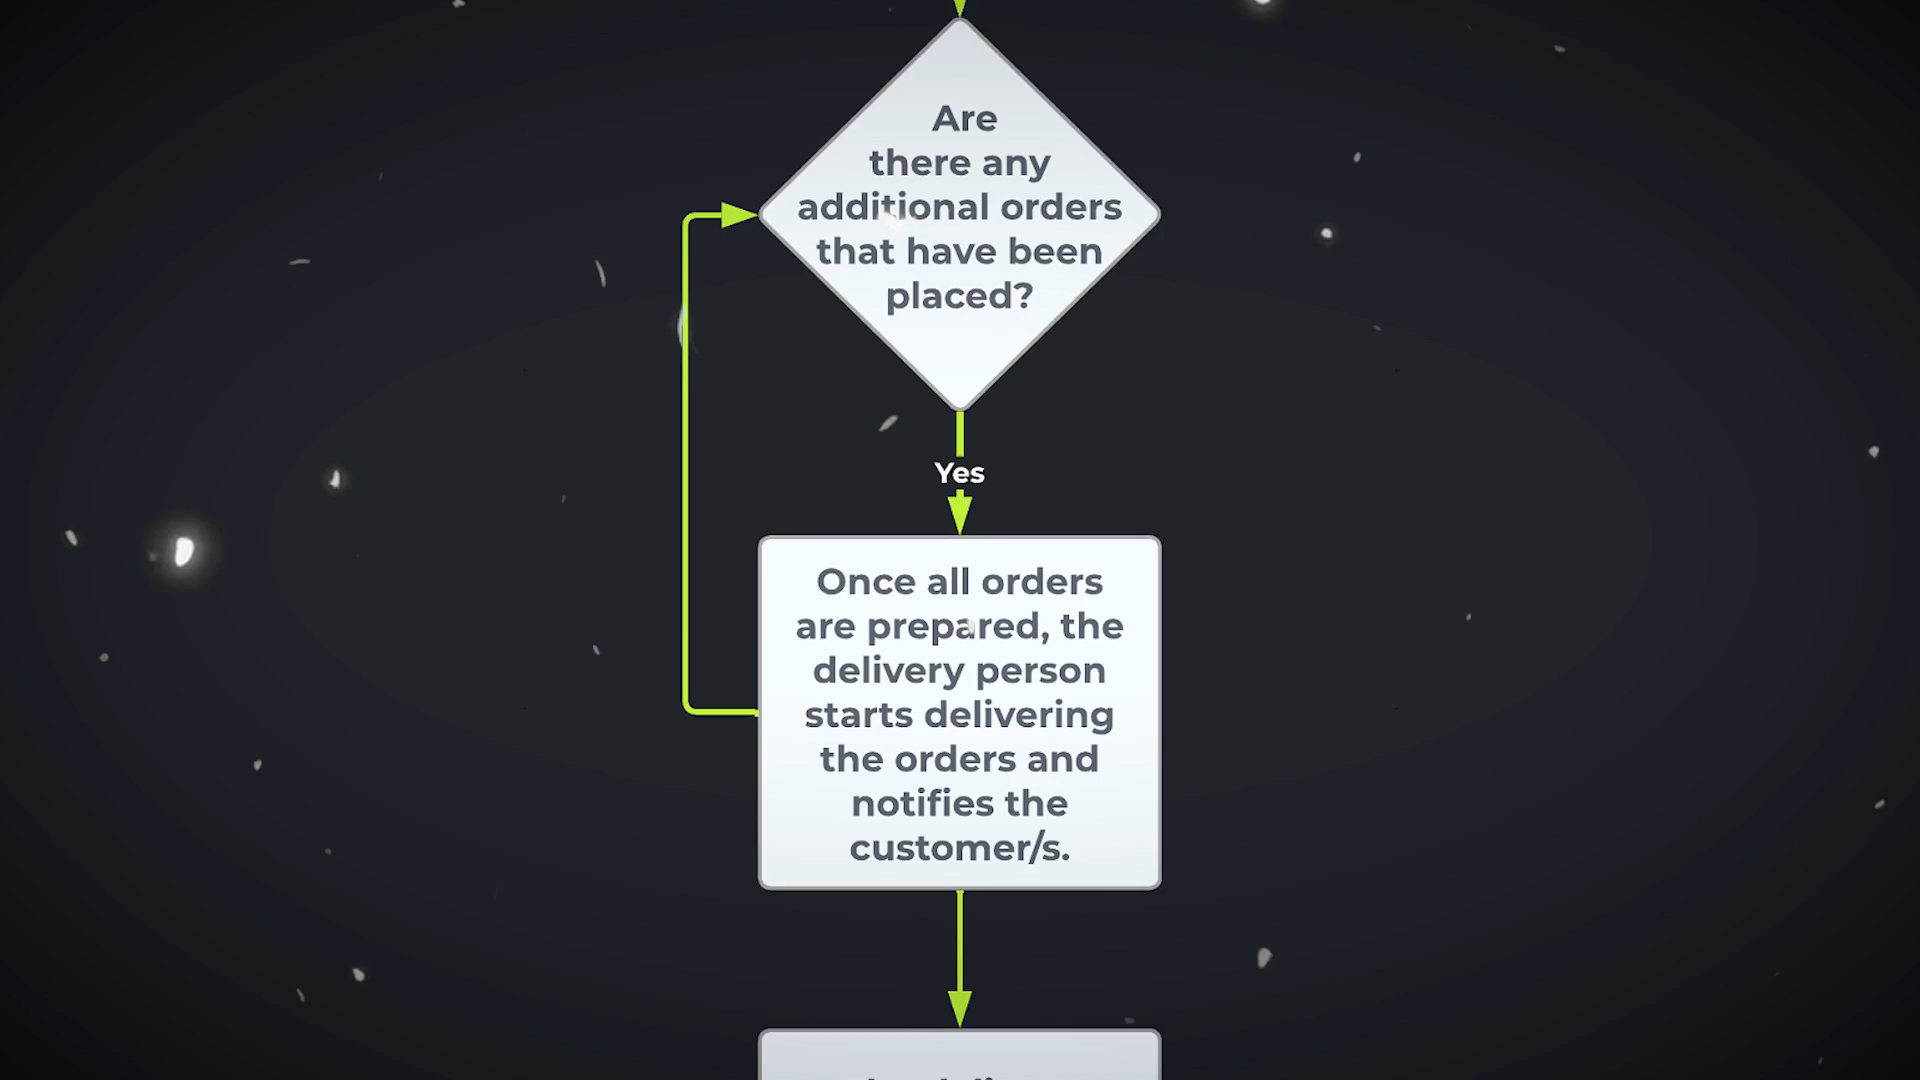 Are
there any
additional orders
that have been
placed?
Yes
Once all orders
are prepared, the
delivery person
starts delivering
the orders and
notifies the
customer/s.